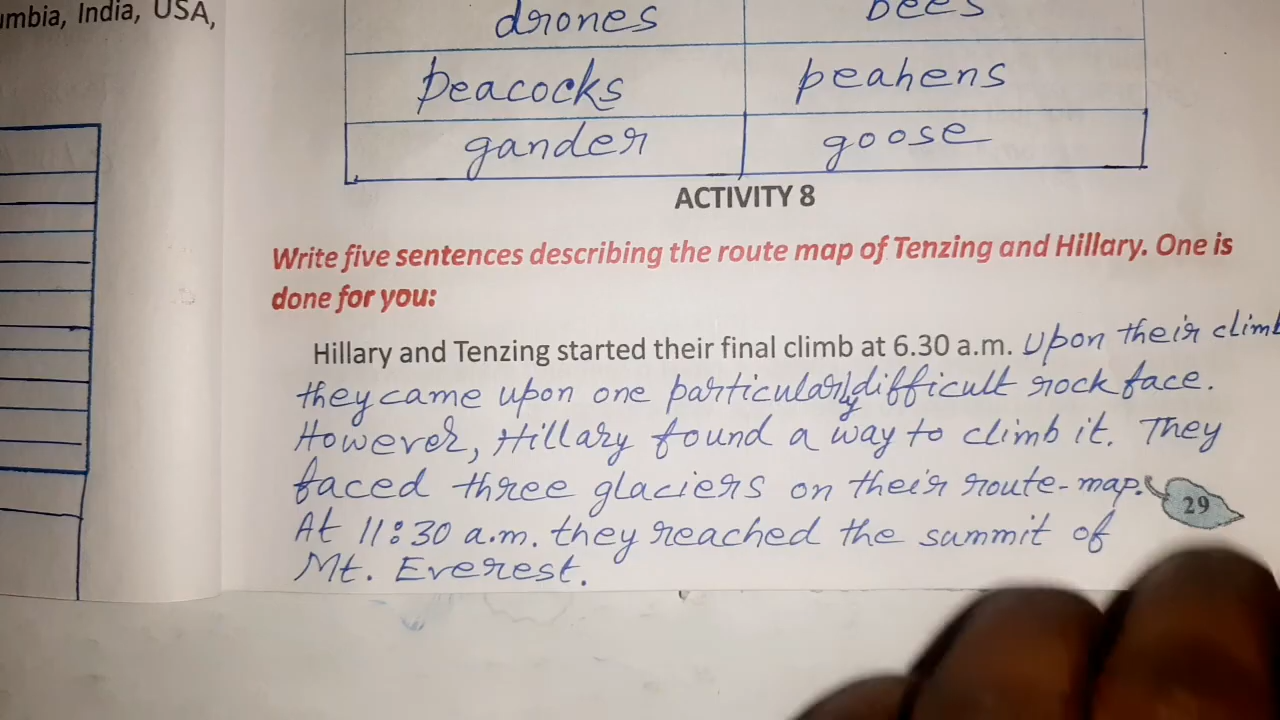 umbia, India, USA,
drones bees
peacocks peahens
gander goose
ACTIVITY 8
Write five sentences describing the route map of Tenzing and Hillary. One is
done for you:
Hillary and Tenzing started their final climb at 6.30 a.m. Upon their climb
they came upon one particularly difficult rock face.
However, Hillary found a way to climb it. They
faced three glaciers on their route-map.
29
At 11:30 a.m. they reached the summit of
Mt. Everest.